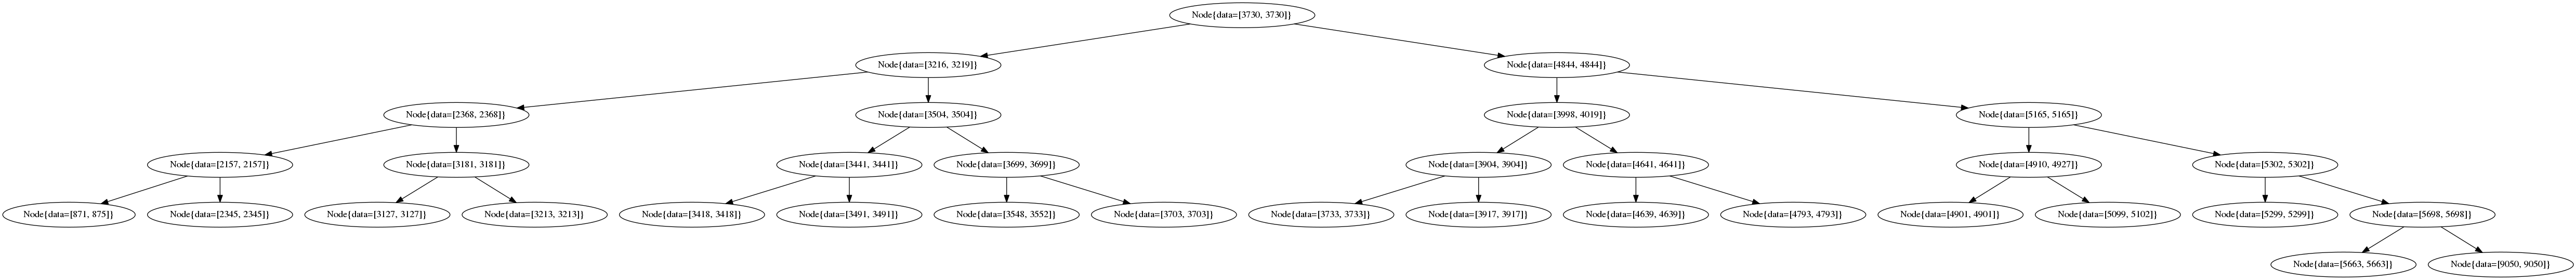 Node{data=[3730, 3730]}
Node{data=[3216, 3219]}
Node{data=[4844, 4844]}
Node{data=[2368, 2368]}
Node{data=[3504, 3504]}
Node{data=[3998, 4019]}
Node{data=[5165, 5165]}
Node{data=[2157, 2157]}
Node{data=[3181, 3181]}
Node{data=[3441, 3441]}
Node{data=[3699, 3699]}
Node{data=[3904, 3904]}
Node{data=[4641, 4641]}
Node{data=[4910, 4927]}
Node{data=[5302, 5302]}
Node{data=[871, 875]}
Node{data=[2345, 2345]}
Node{data=[3127, 3127]}
Node{data=[3213, 3213]}
Node{data=[3418, 3418]}
Node{data=[3491, 3491]}
Node{data=[3548, 3552]}
Node{data=[3703, 3703]}
Node{data=[3733, 3733]}
Node{data=[3917, 3917]}
Node{data=[4639, 4639]}
Node{data=[4793, 4793]}
Node{data=[4901, 4901]}
Node{data=[5099, 5102]}
Node{data=[5299, 5299]}
Node{data=[5698, 5698]}
Node{data=[5663, 5663]}
Node{data=[9050, 9050]}